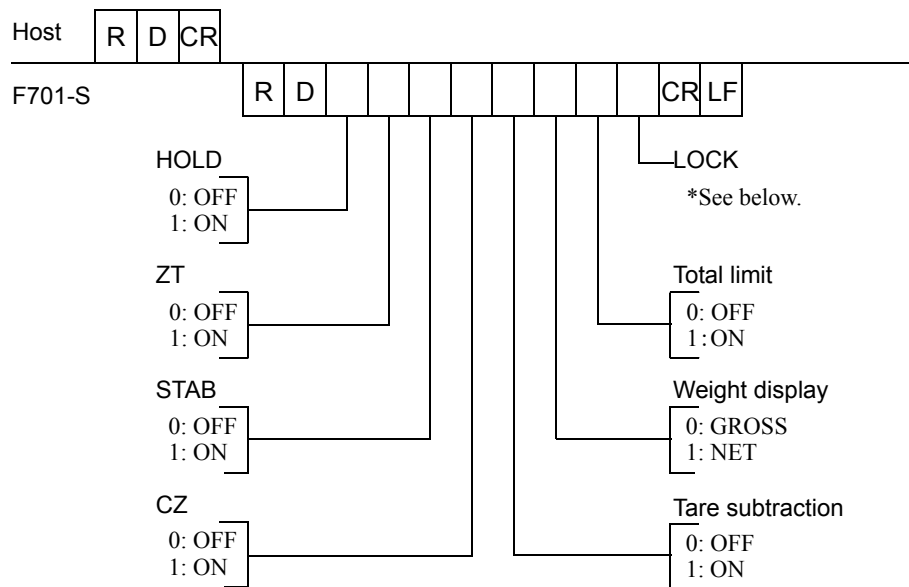 Host R D CR
F701-S R D CR LF
HOLD
0: OFF
1: ON
LOCK
*See below.
ZT
0: OFF
1: ON
Total limit
0: OFF
1:ON
STAB
0: OFF
1: ON
Weight display
0: GROSS
1: NET
CZ
0: OFF
1: ON
Tare subtraction
0: OFF
1: ON